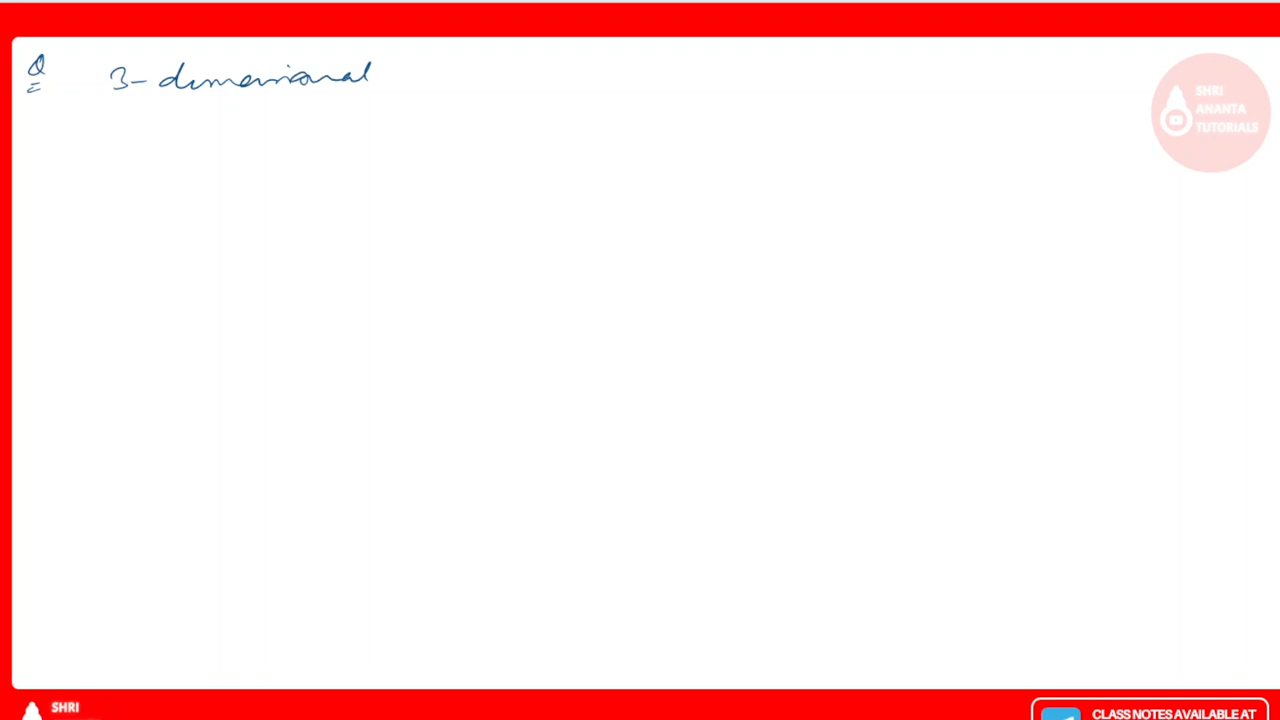 Q 3-dimensional
SHRI
ANANTA
TUTORIALS
SHRI
CLASS NOTES AVAILABLE AT